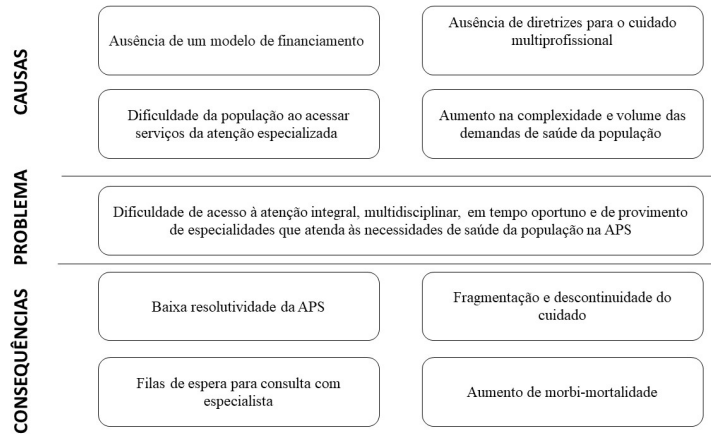 CAUSAS
Ausência de um modelo de financiamento
Ausência de diretrizes para o cuidado
multiprofissional
Dificuldade da população ao acessar
serviços da atenção especializada
Aumento na complexidade e volume das
demandas de saúde da população
PROBLEMA
Dificuldade de acesso à atenção integral, multidisciplinar, em tempo oportuno e de provimento
de especialidades que atenda às necessidades de saúde da população na APS
CONSEQUÊNCIAS
Baixa resolutividade da APS
Fragmentação e descontinuidade do
cuidado
Filas de espera para consulta com
especialista
Aumento de morbi-mortalidade